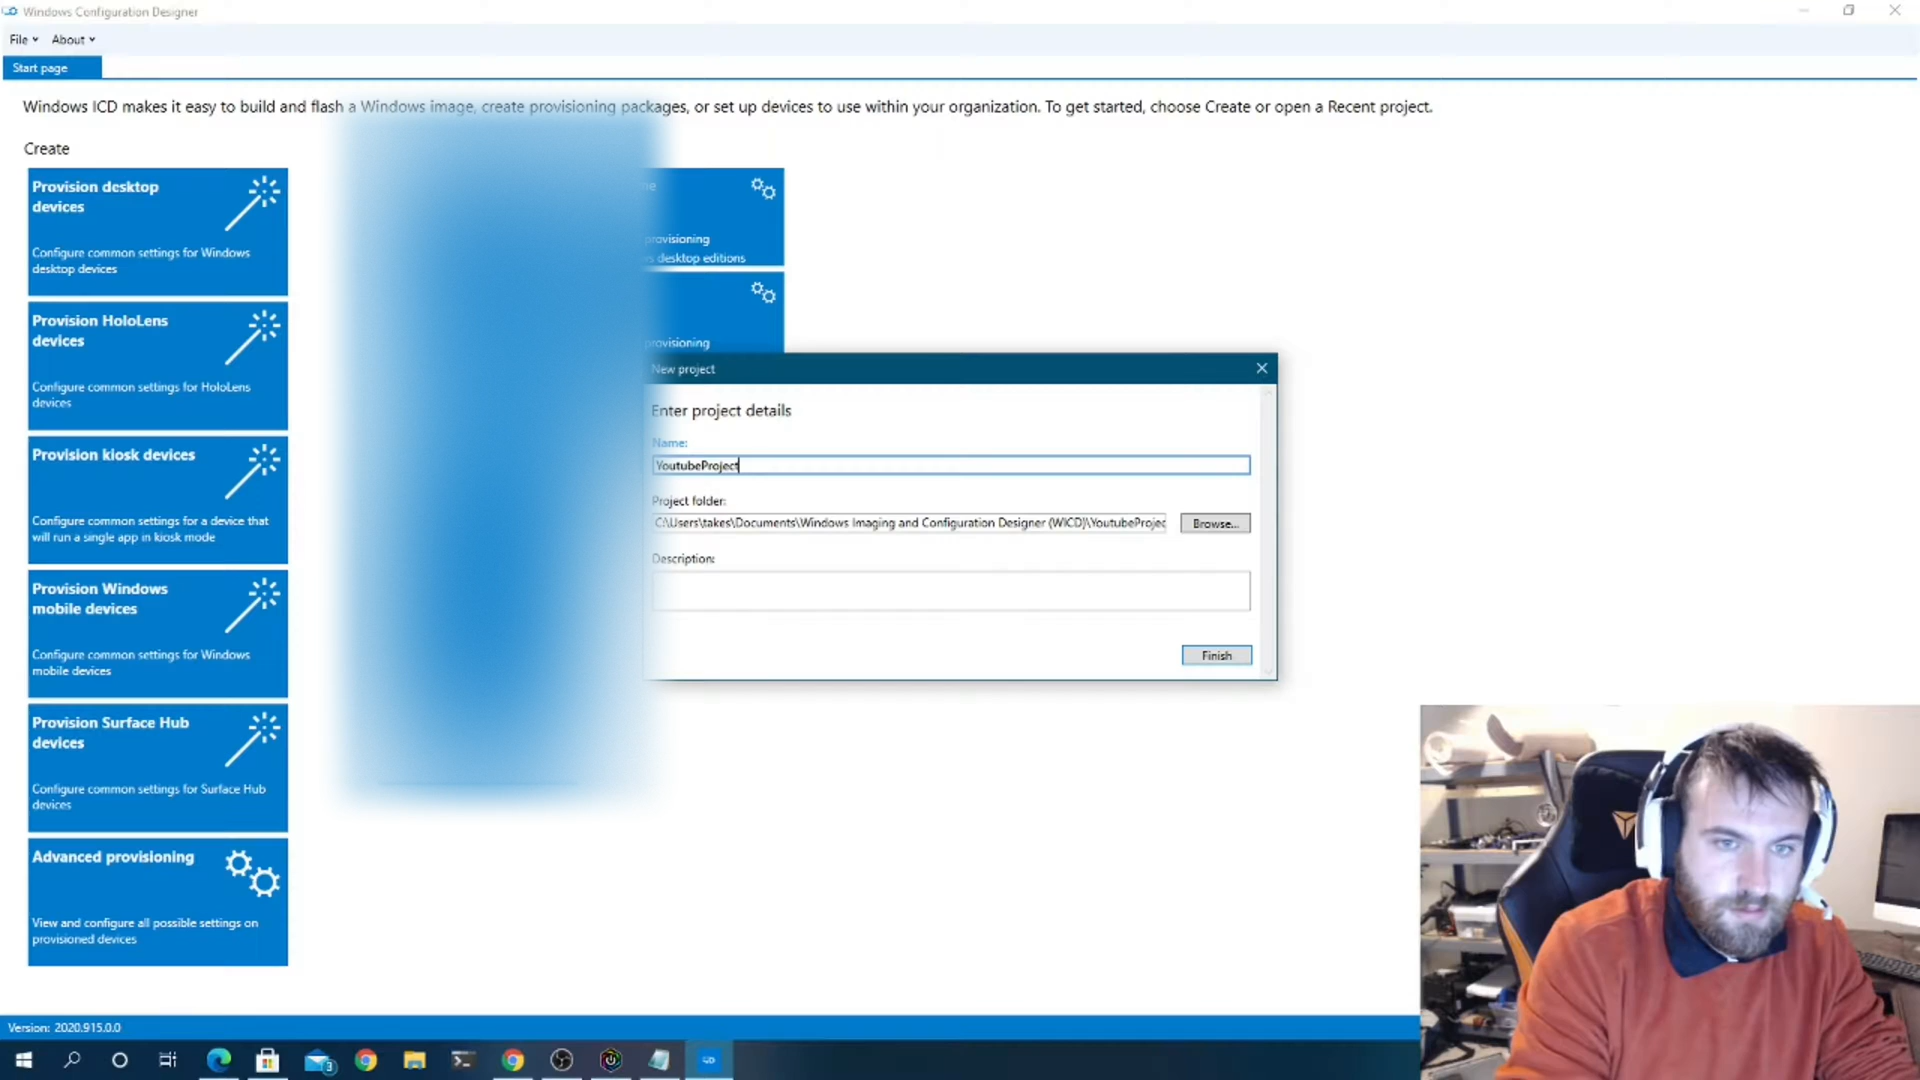 Windows Configuration Designer
File
About
Start page
Windows ICD makes it easy to build and flash a Windows image, create provisioning packages, or set up devices to use within your organization. To get started, choose Create or open a Recent project.
Create
Provision desktop
devices
Configure common settings for Windows
desktop devices
Provision HoloLens
devices
Configure common settings for HoloLens
devices
Provision kiosk devices
Configure common settings for a device that
will run a single app in kiosk mode
Provision Windows
mobile devices
Configure common settings for Windows
mobile devices
Provision Surface Hub
devices
Configure common settings for Surface Hub
devices
Advanced provisioning
View and configure all possible settings on
provisioned devices
provisioning
desktop editions
provisioning
New project
Enter project details
Name:
YoutubeProject
Project folder:
C:\Users\takes\Documents\Windows Imaging and Configuration Designer (WICD)\YoutubeProjec
Browse...
Description:
Finish
Version: 2020.915.0.0
3